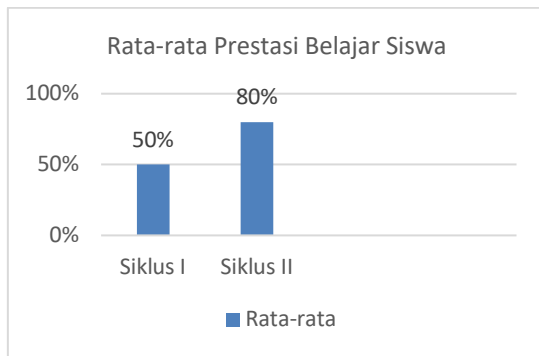 Rata-rata Prestasi Belajar Siswa
100%
80%
50%
50%
0%
Siklus I
Siklus II
Rata-rata